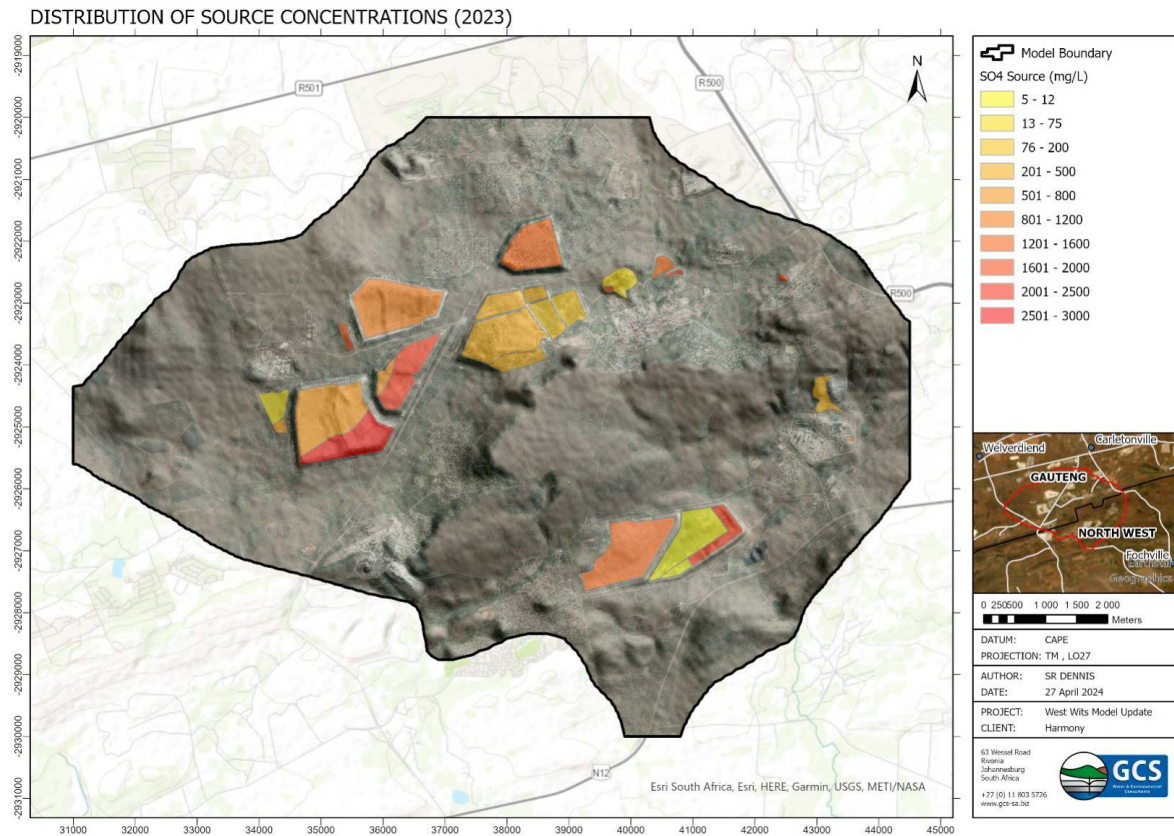 DISTRIBUTION OF SOURCE CONCENTRATIONS (2023)
-2919000
-2920000
-2921000
-2922000
-2923000
-2924000
-2925000
-2926000
-2927000
-2928000
-2929000
-2930000
-2931000
R501
R500
R500
N12
N
Esri South Africa, Esri, HERE, Garmin, USGS, METI/NASA
31000 32000 33000 34000 35000 36000 37000 38000 39000 40000 41000 42000 43000 44000 45000
Model Boundary
SO4 Source (mg/L)
5 - 12
13 - 75
76 - 200
201 - 500
501 - 800
801 - 1200
1201 - 1600
1601 - 2000
2001 - 2500
2501 - 3000
Carletonville
Welverdiend
GAUTENG
NORTH WEST
Fochville
Geographics
0 250500 1 000 1 500 2 000
Meters
DATUM: CAPE
PROJECTION: TM , LO27
AUTHOR: SR DENNIS
DATE: 27 April 2024
PROJECT: West Wits Model Update
CLIENT: Harmony
63 Wessel Road
Rivonia
Johannesburg
South Africa
+27 (0) 11 803 5726
www.gcs-sa.biz
GCS
Water & Environmental
Consultants